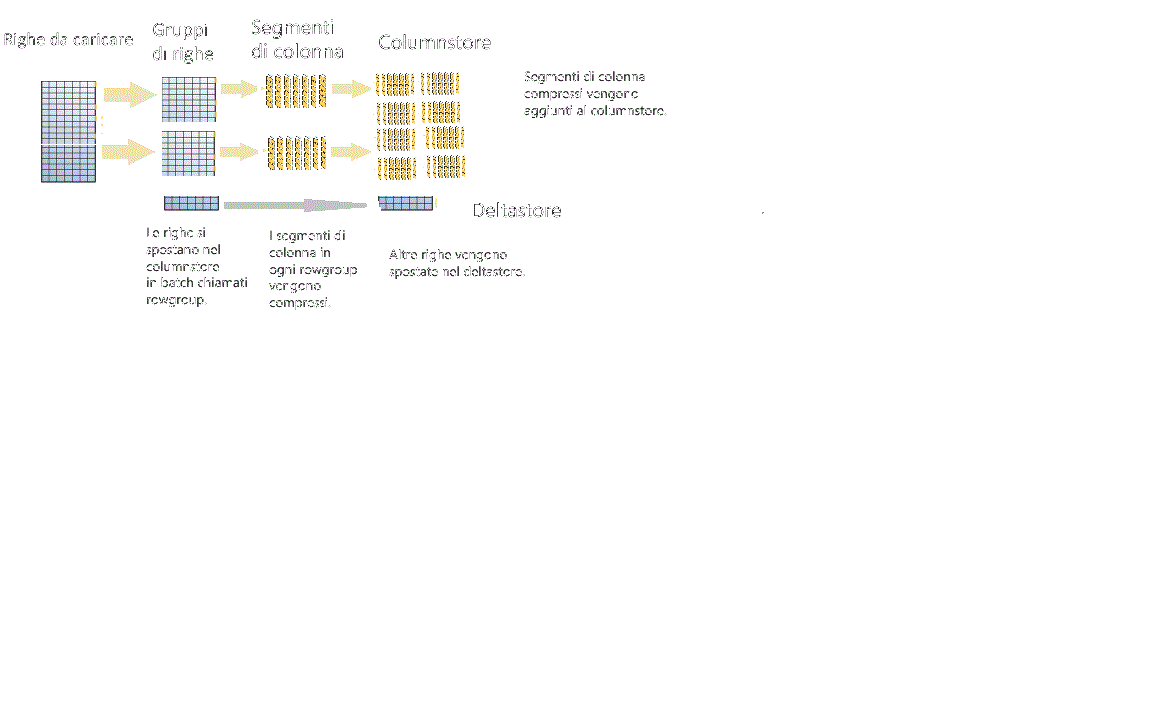 Righe da caricare
Gruppi
di righe
Segmenti
di colonna
Columnstore
Segmenti di colonna
compressi vengono
aggiunti al columnstore.
Deltastore
Le righe si
spostano nel
columnstore
in batch chiamati
rowgroup.
I segmenti di
colonna in
ogni rowgroup
vengono
compressi.
Altre righe vengono
spostate nel deltastore.